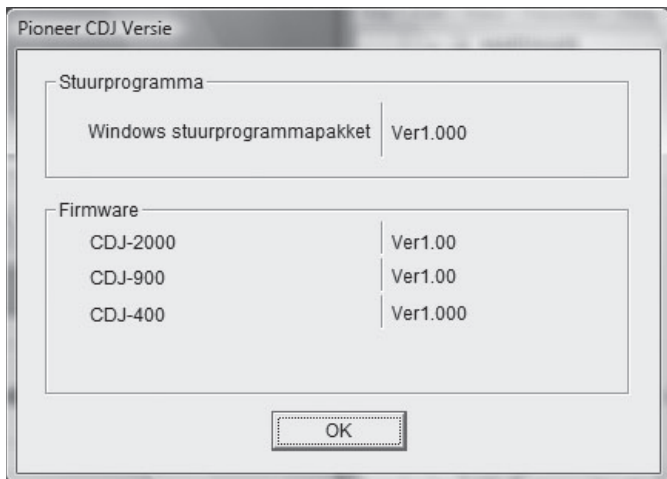 Pioneer CDJ Versie
Stuurprogramma
Windows stuurprogrammapakket Ver1.000
Firmware
CDJ-2000 Ver1.00
CDJ-900 Ver1.00
CDJ-400 Ver1.000
OK